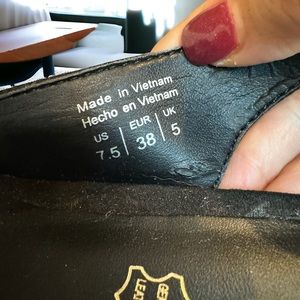 Made in Vietnam
Hecho en Vietnam
US | EUR | UK
7.5 | 38 | 5